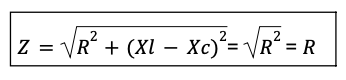 Z = √R² + (Xl − Xc)² = √R² = R